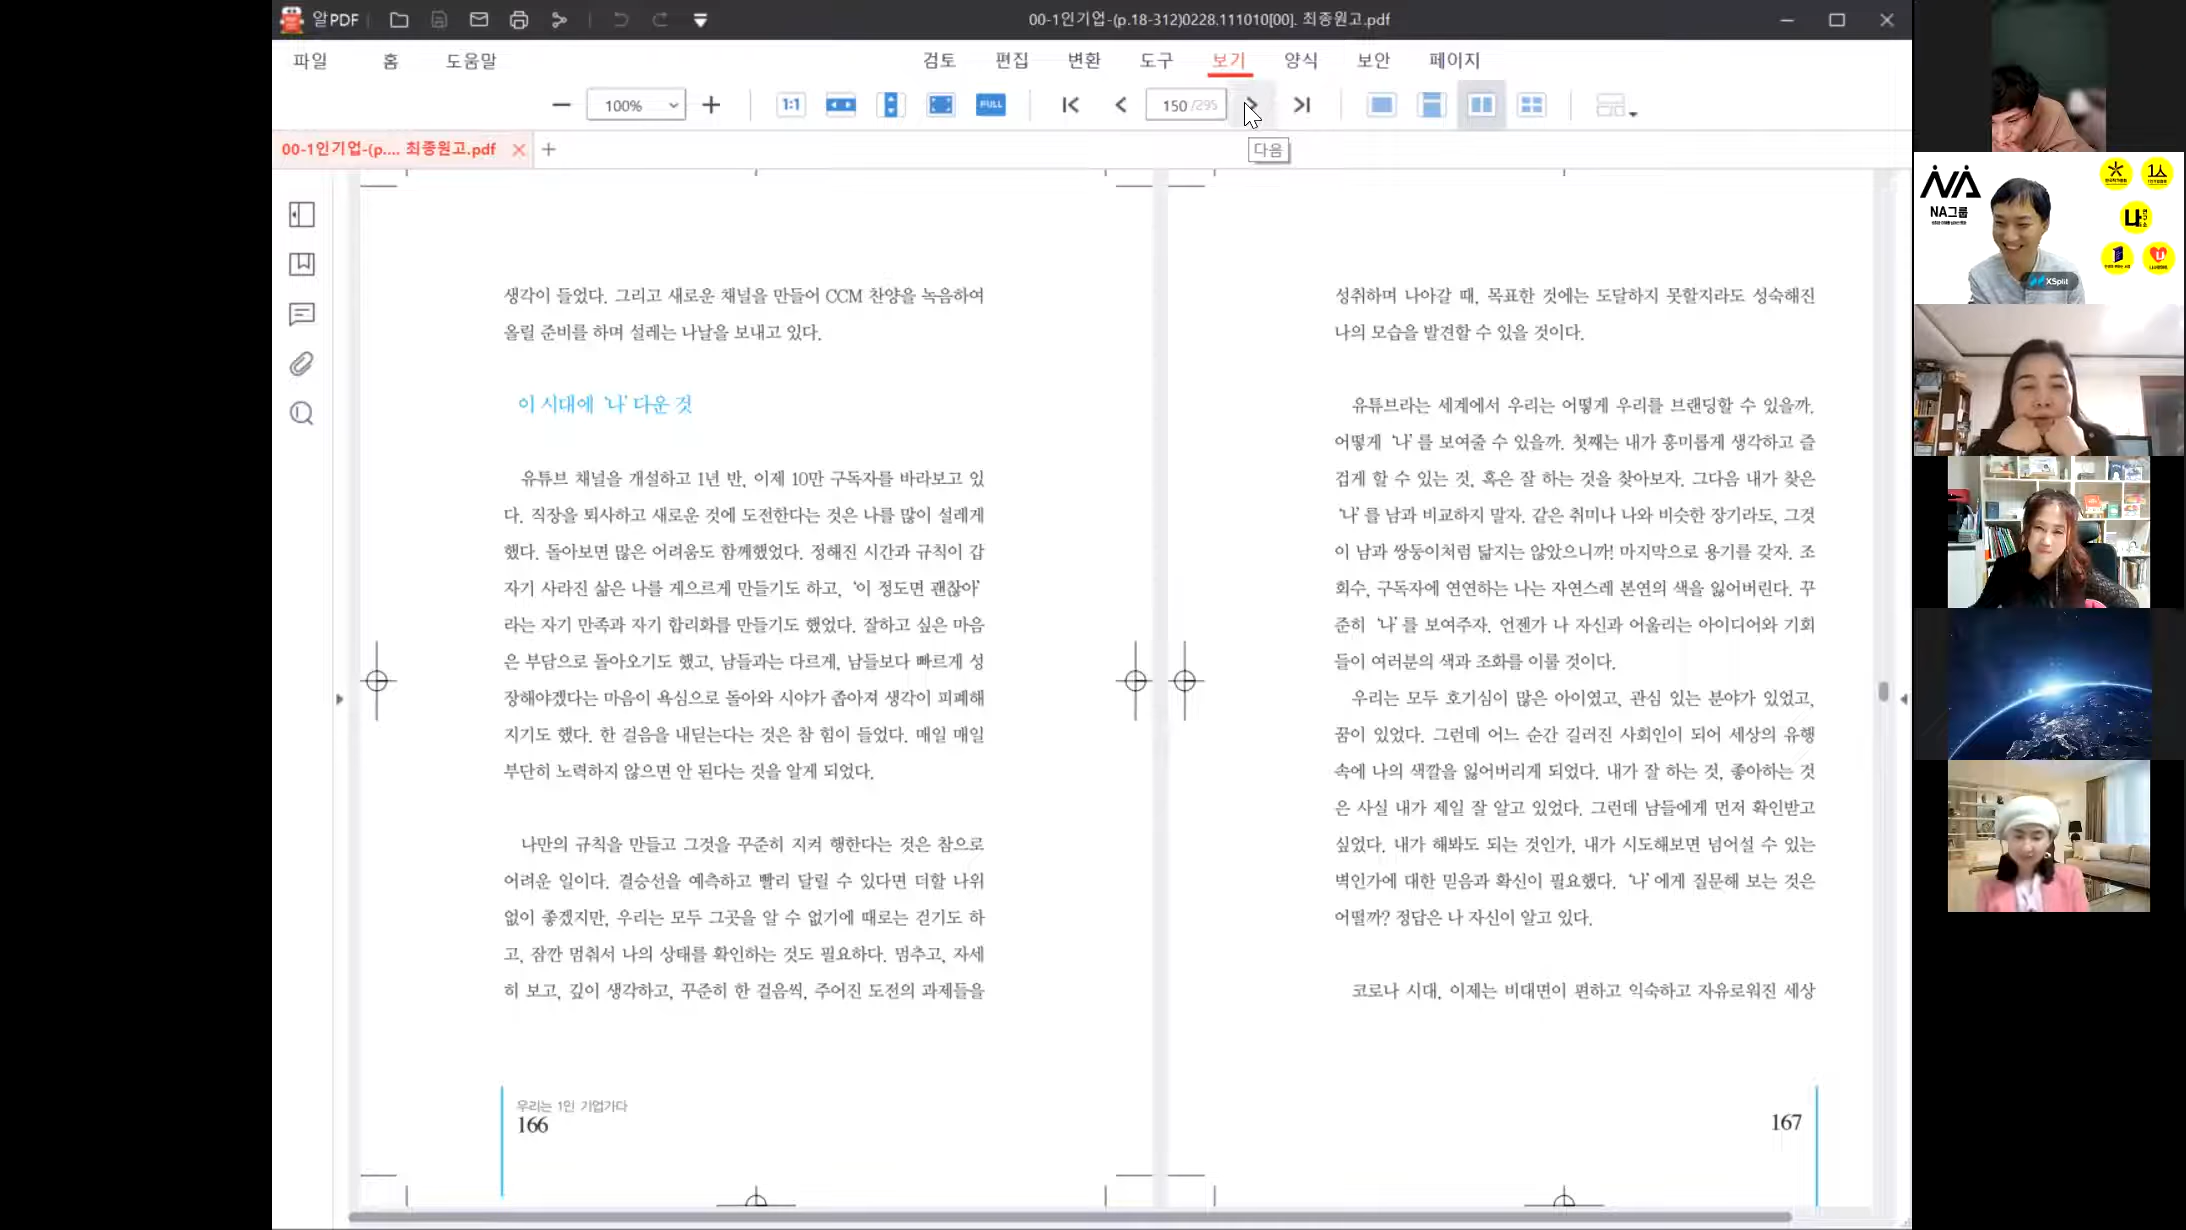 알PDF
00-1인기업-(p.18-312)0228.111010[00]. 최종원고.pdf
파일
홈
도움말
검토
편집
변환
도구
보기
양식
보안
페이지
100%
1:1
FULL
150 /295
00-1인기업-(p.... 최종원고.pdf
다음
생각이 들었다. 그리고 새로운 채널을 만들어 CCM 찬양을 녹음하여
올릴 준비를 하며 설레는 나날을 보내고 있다.
이 시대에 ‘나’ 다운 것
유튜브 채널을 개설하고 1년 반, 이제 10만 구독자를 바라보고 있
다. 직장을 퇴사하고 새로운 것에 도전한다는 것은 나를 많이 설레게
했다. 돌아보면 많은 어려움도 함께했었다. 정해진 시간과 규칙이 갑
자기 사라진 삶은 나를 게으르게 만들기도 하고, ‘이 정도면 괜찮아’
라는 자기 만족과 자기 합리화를 만들기도 했었다. 잘하고 싶은 마음
은 부담으로 돌아오기도 했고, 남들과는 다르게, 남들보다 빠르게 성
장해야겠다는 마음이 욕심으로 돌아와 시야가 좁아져 생각이 피폐해
지기도 했다. 한 걸음을 내딛는다는 것은 참 힘이 들었다. 매일 매일
부단히 노력하지 않으면 안 된다는 것을 알게 되었다.
나만의 규칙을 만들고 그것을 꾸준히 지켜 행한다는 것은 참으로
어려운 일이다. 결승선을 예측하고 빨리 달릴 수 있다면 더할 나위
없이 좋겠지만, 우리는 모두 그곳을 알 수 없기에 때로는 걷기도 하
고, 잠깐 멈춰서 나의 상태를 확인하는 것도 필요하다. 멈추고, 자세
히 보고, 깊이 생각하고, 꾸준히 한 걸음씩, 주어진 도전의 과제들을
우리는 1인 기업가다
166
성취하며 나아갈 때, 목표한 것에는 도달하지 못할지라도 성숙해진
나의 모습을 발견할 수 있을 것이다.
유튜브라는 세계에서 우리는 어떻게 우리를 브랜딩할 수 있을까.
어떻게 ‘나’ 를 보여줄 수 있을까. 첫째는 내가 흥미롭게 생각하고 즐
겁게 할 수 있는 것, 혹은 잘 하는 것을 찾아보자. 그다음 내가 찾은
‘나’ 를 남과 비교하지 말자. 같은 취미나 나와 비슷한 장기라도, 그것
이 남과 쌍둥이처럼 닮지는 않았으니까! 마지막으로 용기를 갖자. 조
회수, 구독자에 연연하는 나는 자연스레 본연의 색을 잃어버린다. 꾸
준히 ‘나’ 를 보여주자. 언젠가 나 자신과 어울리는 아이디어와 기회
들이 여러분의 색과 조화를 이룰 것이다.
우리는 모두 호기심이 많은 아이였고, 관심 있는 분야가 있었고,
꿈이 있었다. 그런데 어느 순간 길러진 사회인이 되어 세상의 유행
속에 나의 색깔을 잃어버리게 되었다. 내가 잘 하는 것, 좋아하는 것
은 사실 내가 제일 잘 알고 있었다. 그런데 남들에게 먼저 확인받고
싶었다. 내가 해봐도 되는 것인가, 내가 시도해보면 넘어설 수 있는
벽인가에 대한 믿음과 확신이 필요했다. ‘나’ 에게 질문해 보는 것은
어떨까? 정답은 나 자신이 알고 있다.
코로나 시대, 이제는 비대면이 편하고 익숙하고 자유로워진 세상
167
NA그룹
1人
XSplit